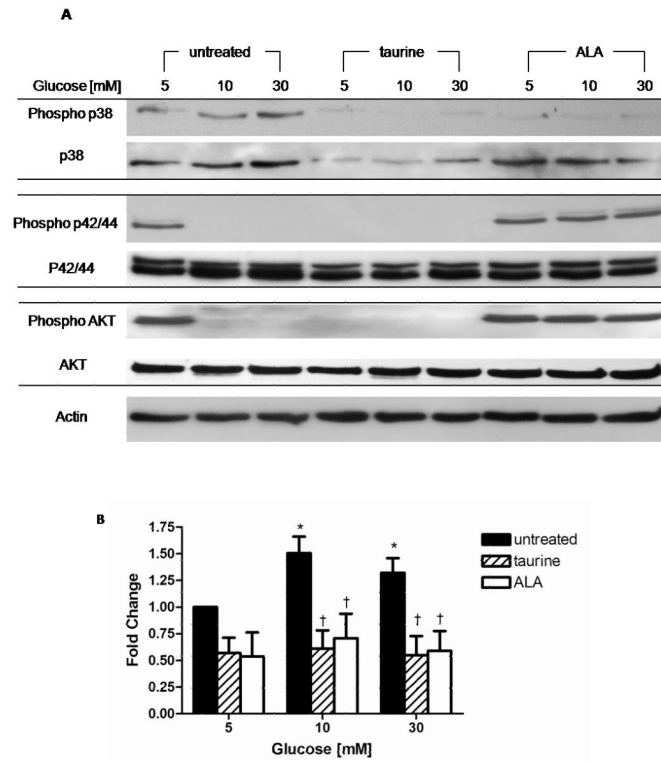 A
untreated taurine ALA
Glucose [mM] 5 10 30 5 10 30 5 10 30
Phospho p38
p38
Phospho p42/44
P42/44
Phospho AKT
AKT
Actin
B
1.75
1.50
1.25
1.00
0.75
0.50
0.25
0.00
Fold Change
* † † * † †
untreated
taurine
ALA
5 10 30
Glucose [mM]